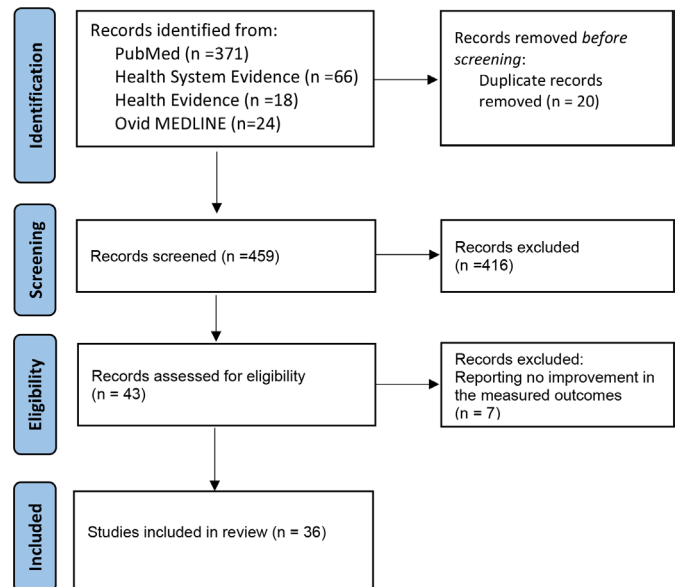 Identification
Records identified from:
PubMed (n =371)
Health System Evidence (n =66)
Health Evidence (n =18)
Ovid MEDLINE (n=24)
Records removed before
screening:
Duplicate records
removed (n = 20)
Screening
Records screened (n =459)
Records excluded
(n =416)
Eligibility
Records assessed for eligibility
(n = 43)
Records excluded:
Reporting no improvement in
the measured outcomes
(n = 7)
Included
Studies included in review (n = 36)